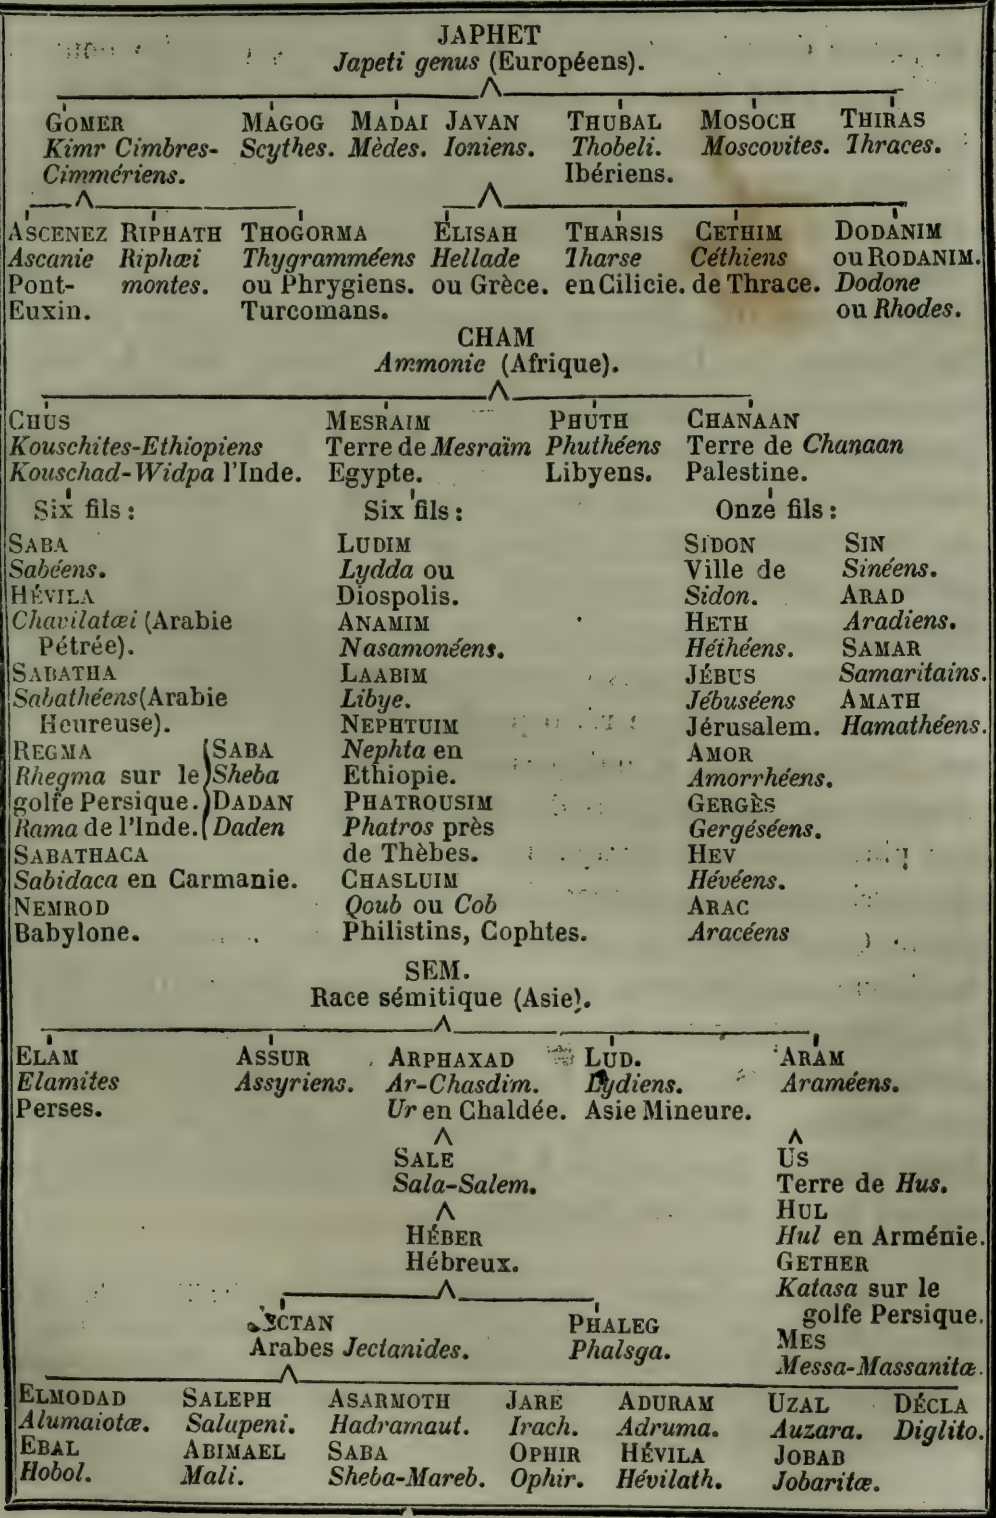 JAPHET
Japeti genus (Européens).
GOMER MAGOG MADAI JAVAN THUBAL MOSOCH THIRAS
Kimr Cimbres- Scythes. Mèdes. Ioniens. Thobeli. Moscovites. Thraces.
Cimmériens. Ibériens.
ASCENEZ RIPHATH THOGORMA ÉLISAH THARSIS CETHIM DODANIM
Ascanie Riphæi Thygramméens Hellade Tharse Céthiens ou RODANIM.
Pont- montes. ou Phrygiens. ou Grèce. en Cilicie. de Thrace. Dodone
Euxin. Turcomans. ou Rhodes.
CHAM
Ammonie (Afrique).
CHUS MESRAIM PHUTH CHANAAN
Kouschites-Ethiopiens Terre de Mesraïm Phuthéens Terre de Chanaan
Kouschad-Widpa l'Inde. Egypte. Libyens. Palestine.
Six fils : Six fils : Onze fils :
SABA LUDIM SIDON SIN
Sabéens. Lydda ou Ville de Sinéens.
HÉVILA Diospolis. Sidon. ARAD
Chavilatæi (Arabie ANAMIM HETH Aradiens.
Pétrée). Nasamonéens. Héthéens. SAMAR
SABATHA LAABIM JÉBUS Samaritains.
Sabathéens (Arabie Libye. Jébuséens AMATH
Heureuse). NEPHTUIM Jérusalem. Hamathéens.
REGMA SABA Nephta en AMOR
Rhegma sur le Sheba Ethiopie. Amorrhéens.
golfe Persique. DADAN PHATROUSIM GERGÈS
Rama de l'Inde. Daden Phatros près Gergéséens.
SABATHACA de Thèbes. HEV
Sabidaca en Carmanie. CHASLUIM Hévéens.
NEMROD Qoub ou Cob ARAC
Babylone. Philistins, Cophtes. Aracéens
SEM.
Race sémitique (Asie).
ELAM ASSUR ARPHAXAD LUD. ARAM
Elamites Assyriens. Ar-Chasdim. Lydiens. Araméens.
Perses. Ur en Chaldée. Asie Mineure.
SALE US
Sala-Salem. Terre de Hus.
HUL
HÉBER Hul en Arménie.
Hébreux. GETHER
Katasa sur le
golfe Persique.
JECTAN PHALEG MES
Arabes Jectanides. Phalsga. Messa-Massanitæ.
ELMODAD SALEPH ASARMOTH JARE ADURAM UZAL DÉCLA
Alumaiotæ. Salapeni. Hadramaut. Irach. Adruma. Auzara. Diglito.
EBAL ABIMAEL SABA OPHIR HÉVILA JOBAB
Hobol. Mali. Sheba-Mareb. Ophir. Hévilath. Jobaritæ.